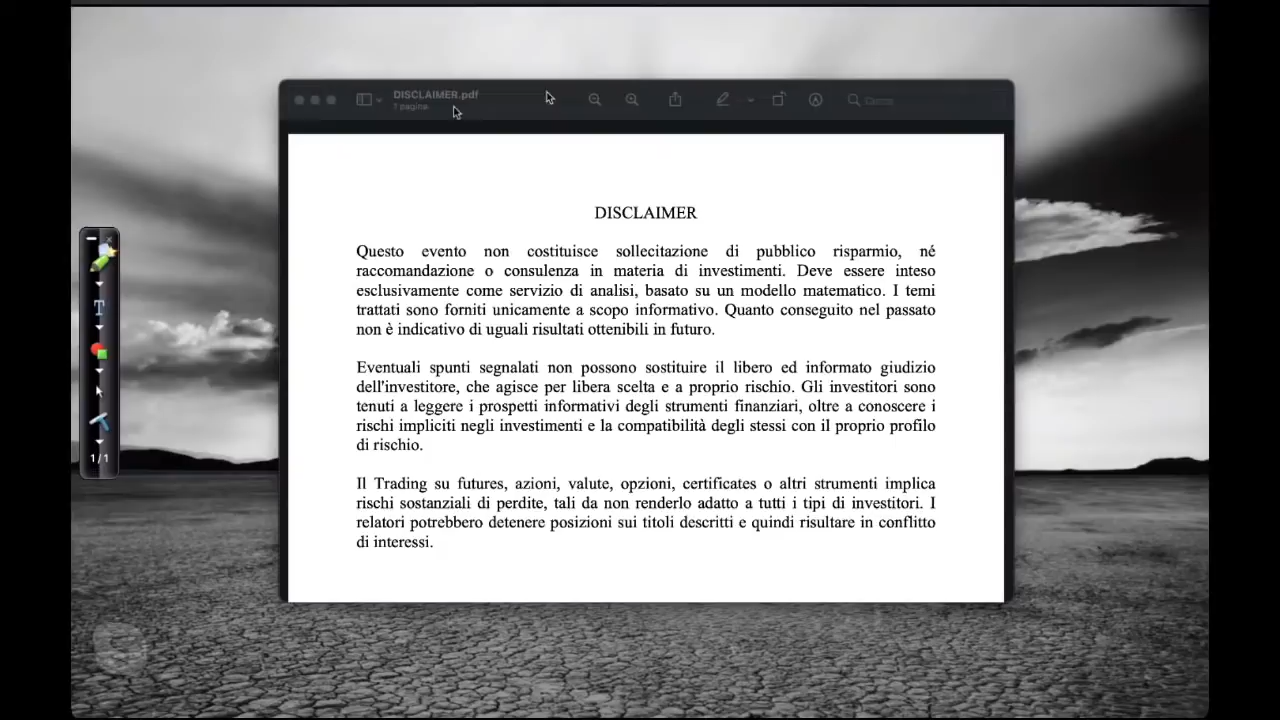 DISCLAIMER.pdf
1 pagina
Cerca
DISCLAIMER
Questo evento non costituisce sollecitazione di pubblico risparmio, né
raccomandazione o consulenza in materia di investimenti. Deve essere inteso
esclusivamente come servizio di analisi, basato su un modello matematico. I temi
trattati sono forniti unicamente a scopo informativo. Quanto conseguito nel passato
non è indicativo di uguali risultati ottenibili in futuro.
Eventuali spunti segnalati non possono sostituire il libero ed informato giudizio
dell'investitore, che agisce per libera scelta e a proprio rischio. Gli investitori sono
tenuti a leggere i prospetti informativi degli strumenti finanziari, oltre a conoscere i
rischi impliciti negli investimenti e la compatibilità degli stessi con il proprio profilo
di rischio.
Il Trading su futures, azioni, valute, opzioni, certificates o altri strumenti implica
rischi sostanziali di perdite, tali da non renderlo adatto a tutti i tipi di investitori. I
relatori potrebbero detenere posizioni sui titoli descritti e quindi risultare in conflitto
di interessi.
T
1/1